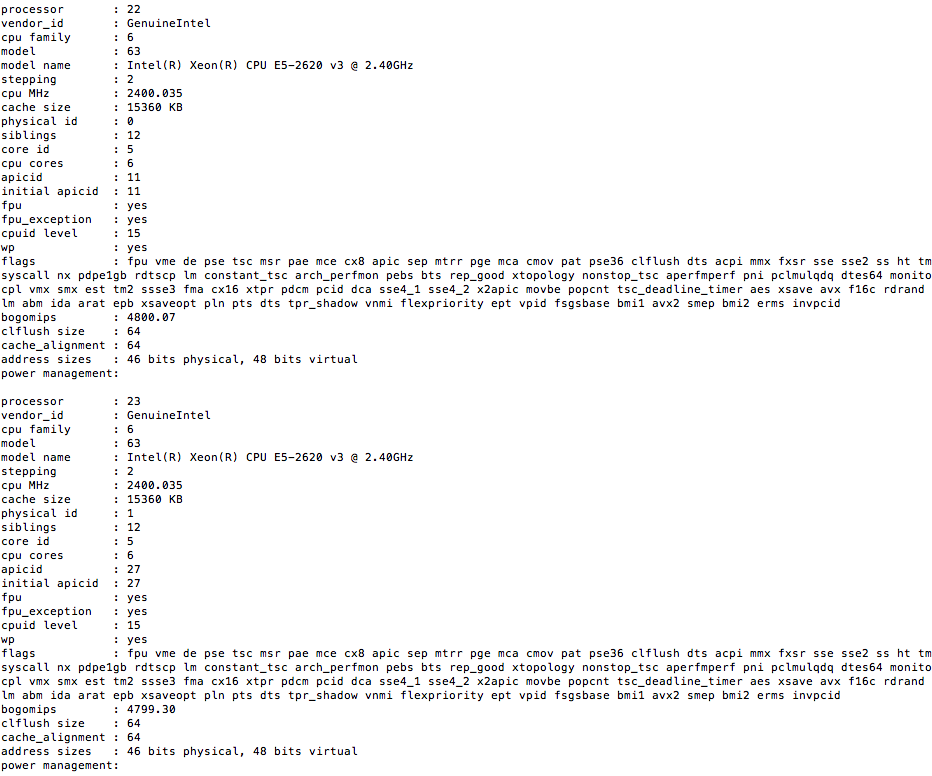 processor       : 22
vendor_id       : GenuineIntel
cpu family      : 6
model           : 63
model name      : Intel(R) Xeon(R) CPU E5-2620 v3 @ 2.40GHz
stepping        : 2
cpu MHz         : 2400.035
cache size      : 15360 KB
physical id     : 0
siblings        : 12
core id         : 5
cpu cores       : 6
apicid          : 11
initial apicid  : 11
fpu             : yes
fpu_exception   : yes
cpuid level     : 15
wp              : yes
flags           : fpu vme de pse tsc msr pae mce cx8 apic sep mtrr pge mca cmov pat pse36 clflush dts acpi mmx fxsr sse sse2 ss ht tm
syscall nx pdpe1gb rdtscp lm constant_tsc arch_perfmon pebs bts rep_good xtopology nonstop_tsc aperfmperf pni pclmulqdq dtes64 monito
cpl vmx smx est tm2 ssse3 fma cx16 xtpr pdcm pcid dca sse4_1 sse4_2 x2apic movbe popcnt tsc_deadline_timer aes xsave avx f16c rdrand
lm abm ida arat epb xsaveopt pln pts dts tpr_shadow vnmi flexpriority ept vpid fsgsbase bmi1 avx2 smep bmi2 erms invpcid
bogomips        : 4800.07
clflush size    : 64
cache_alignment : 64
address sizes   : 46 bits physical, 48 bits virtual
power management:

processor       : 23
vendor_id       : GenuineIntel
cpu family      : 6
model           : 63
model name      : Intel(R) Xeon(R) CPU E5-2620 v3 @ 2.40GHz
stepping        : 2
cpu MHz         : 2400.035
cache size      : 15360 KB
physical id     : 1
siblings        : 12
core id         : 5
cpu cores       : 6
apicid          : 27
initial apicid  : 27
fpu             : yes
fpu_exception   : yes
cpuid level     : 15
wp              : yes
flags           : fpu vme de pse tsc msr pae mce cx8 apic sep mtrr pge mca cmov pat pse36 clflush dts acpi mmx fxsr sse sse2 ss ht tm
syscall nx pdpe1gb rdtscp lm constant_tsc arch_perfmon pebs bts rep_good xtopology nonstop_tsc aperfmperf pni pclmulqdq dtes64 monito
cpl vmx smx est tm2 ssse3 fma cx16 xtpr pdcm pcid dca sse4_1 sse4_2 x2apic movbe popcnt tsc_deadline_timer aes xsave avx f16c rdrand
lm abm ida arat epb xsaveopt pln pts dts tpr_shadow vnmi flexpriority ept vpid fsgsbase bmi1 avx2 smep bmi2 erms invpcid
bogomips        : 4799.30
clflush size    : 64
cache_alignment : 64
address sizes   : 46 bits physical, 48 bits virtual
power management: